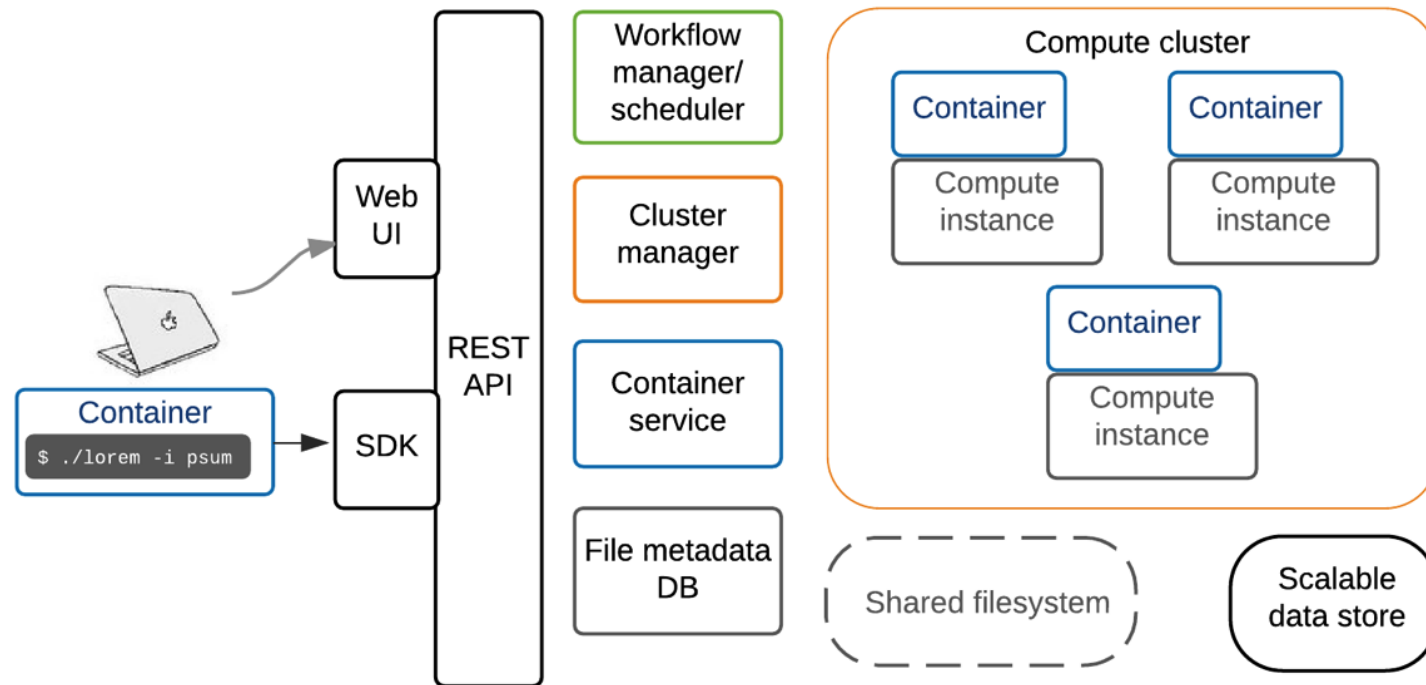 Workflow
manager/
scheduler
Compute cluster
Container
Container
Compute
instance
Compute
instance
Web
UI
Cluster
manager
Container
Compute
instance
REST
API
Container
$ ./lorem -i psum
SDK
Container
service
File metadata
DB
Shared filesystem
Scalable
data store